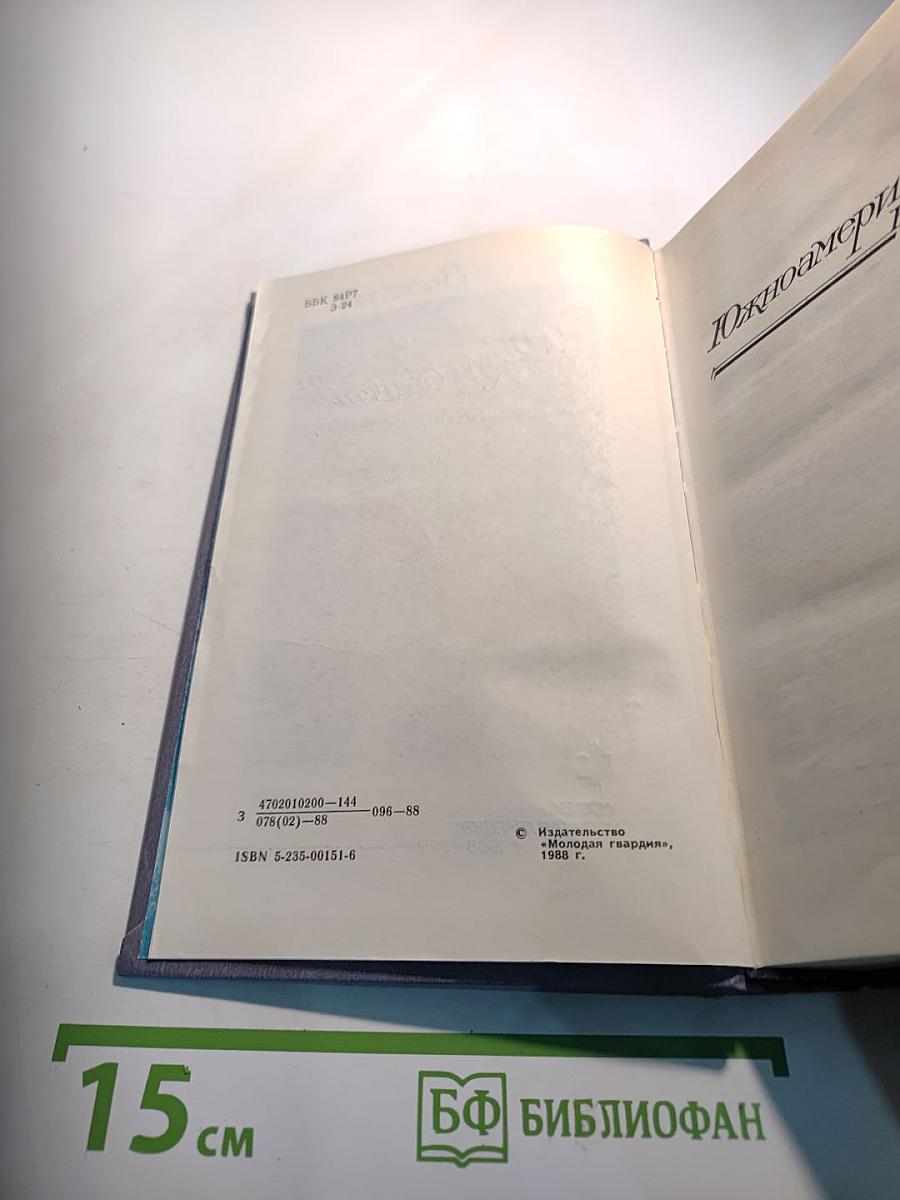 ББК 84Р7
З-24
З 4702010200—144
078(02)—88 —096—88
ISBN 5-235-00151-6
© Издательство
«Молодая гвардия»,
1988 г.
Южноамери
15 см
БФ БИБЛИОФАН